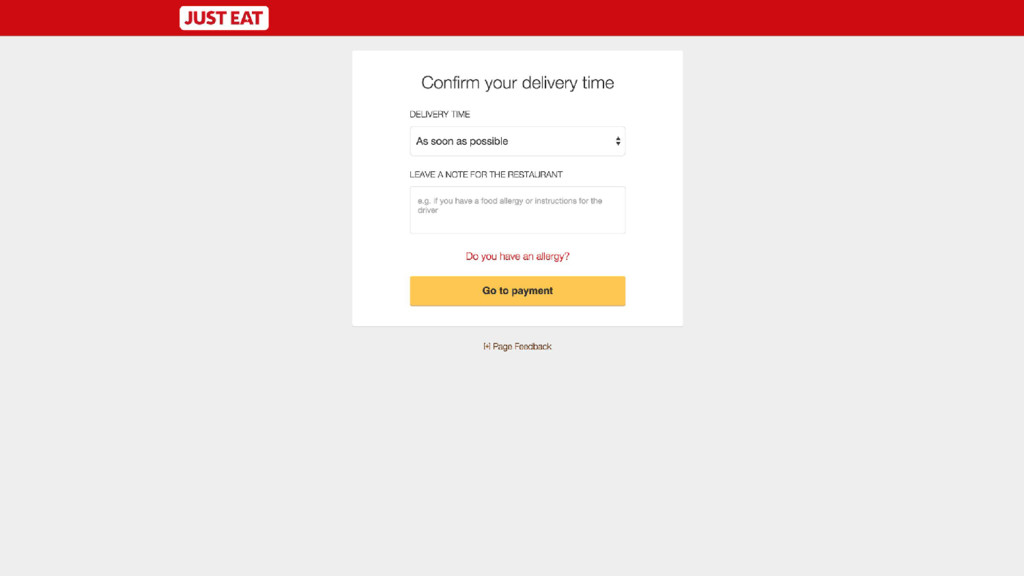 JUST EAT
Confirm your delivery time
DELIVERY TIME
As soon as possible
LEAVE A NOTE FOR THE RESTAURANT
e.g. if you have a food allergy or instructions for the
driver
Do you have an allergy?
Go to payment
[+] Page Feedback